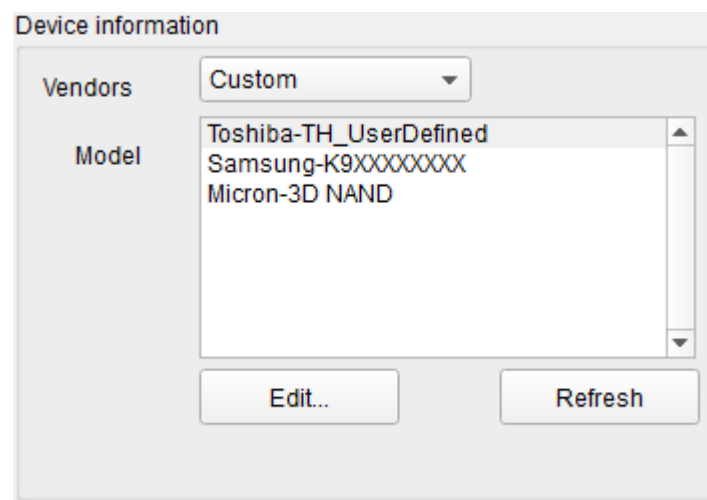 Device information
Vendors
Custom
Model
Toshiba-TH_UserDefined
Samsung-K9XXXXXXXX
Micron-3D NAND
Edit...
Refresh